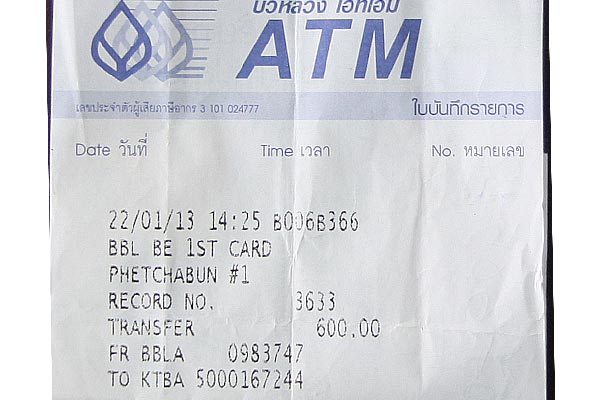 บัวหลวง เอทีเอ็ม
ATM
เลขประจำตัวผู้เสียภาษีอากร 3 101 024777
ใบบันทึกรายการ
Date วันที่ Time เวลา No. หมายเลข
22/01/13 14:25 B006B366
BBL BE 1ST CARD
PHETCHABUN #1
RECORD NO. 3633
TRANSFER 600.00
FR BBLA 0983747
TO KTBA 5000167244